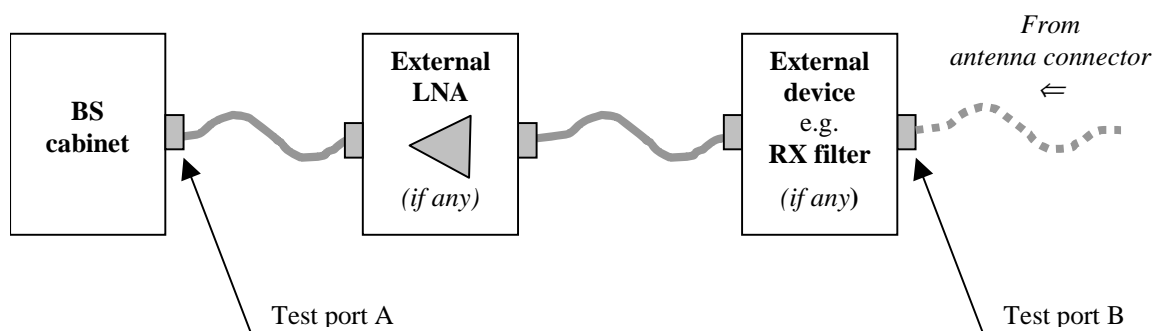 BS
cabinet
External
LNA
(if any)
External
device
e.g.
RX filter
(if any)
From
antenna connector
⇐
Test port A
Test port B